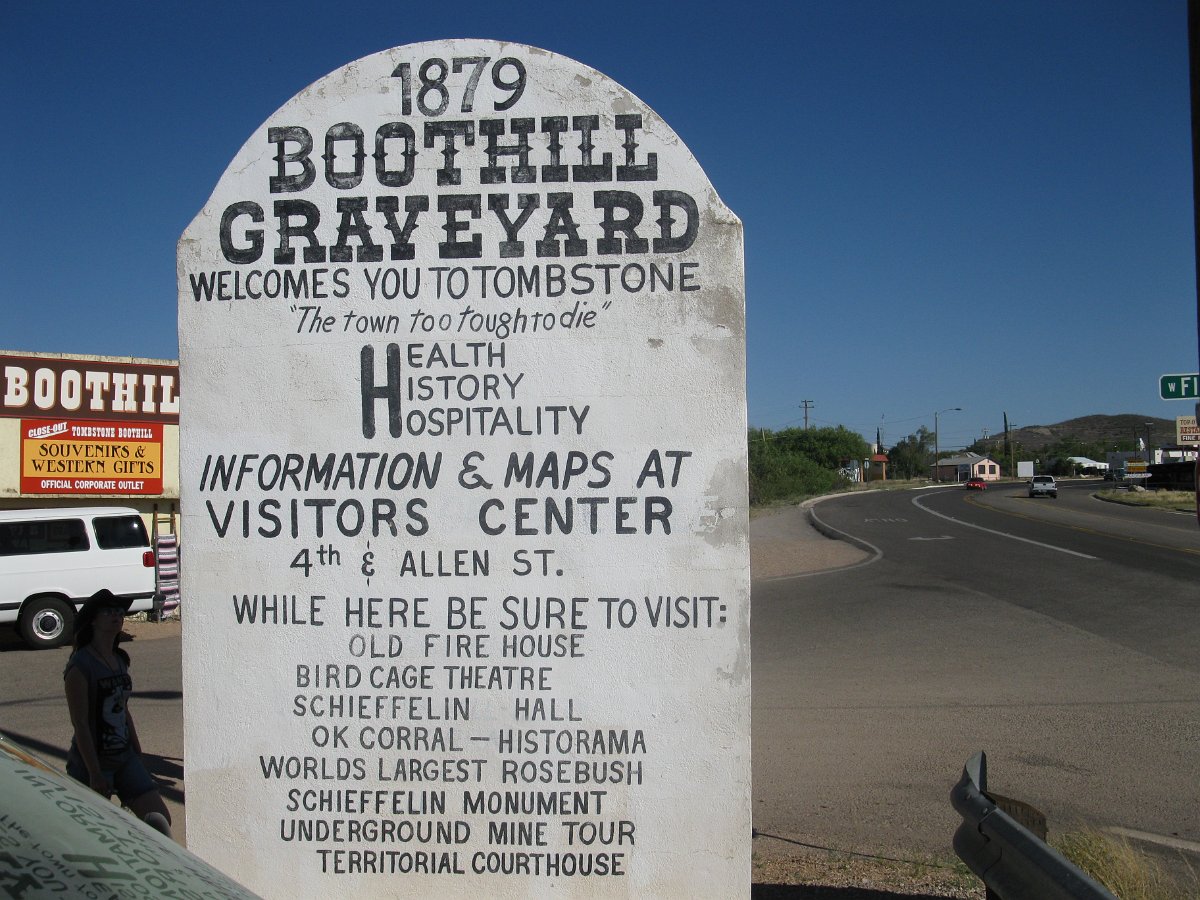 1879
BOOTHILL
GRAVEYARD
WELCOMES YOU TO TOMBSTONE
"The town too tough to die"
HEALTH
HISTORY
HOSPITALITY
INFORMATION & MAPS AT
VISITORS CENTER
4th & ALLEN ST.
WHILE HERE BE SURE TO VISIT:
OLD FIRE HOUSE
BIRD CAGE THEATRE
SCHIEFFELIN HALL
OK CORRAL — HISTORAMA
WORLDS LARGEST ROSEBUSH
SCHIEFFELIN MONUMENT
UNDERGROUND MINE TOUR
TERRITORIAL COURTHOUSE
BOOTHILL
CLOSE-OUT TOMBSTONE BOOTHILL
SOUVENIRS &
WESTERN GIFTS
OFFICIAL CORPORATE OUTLET
W FI